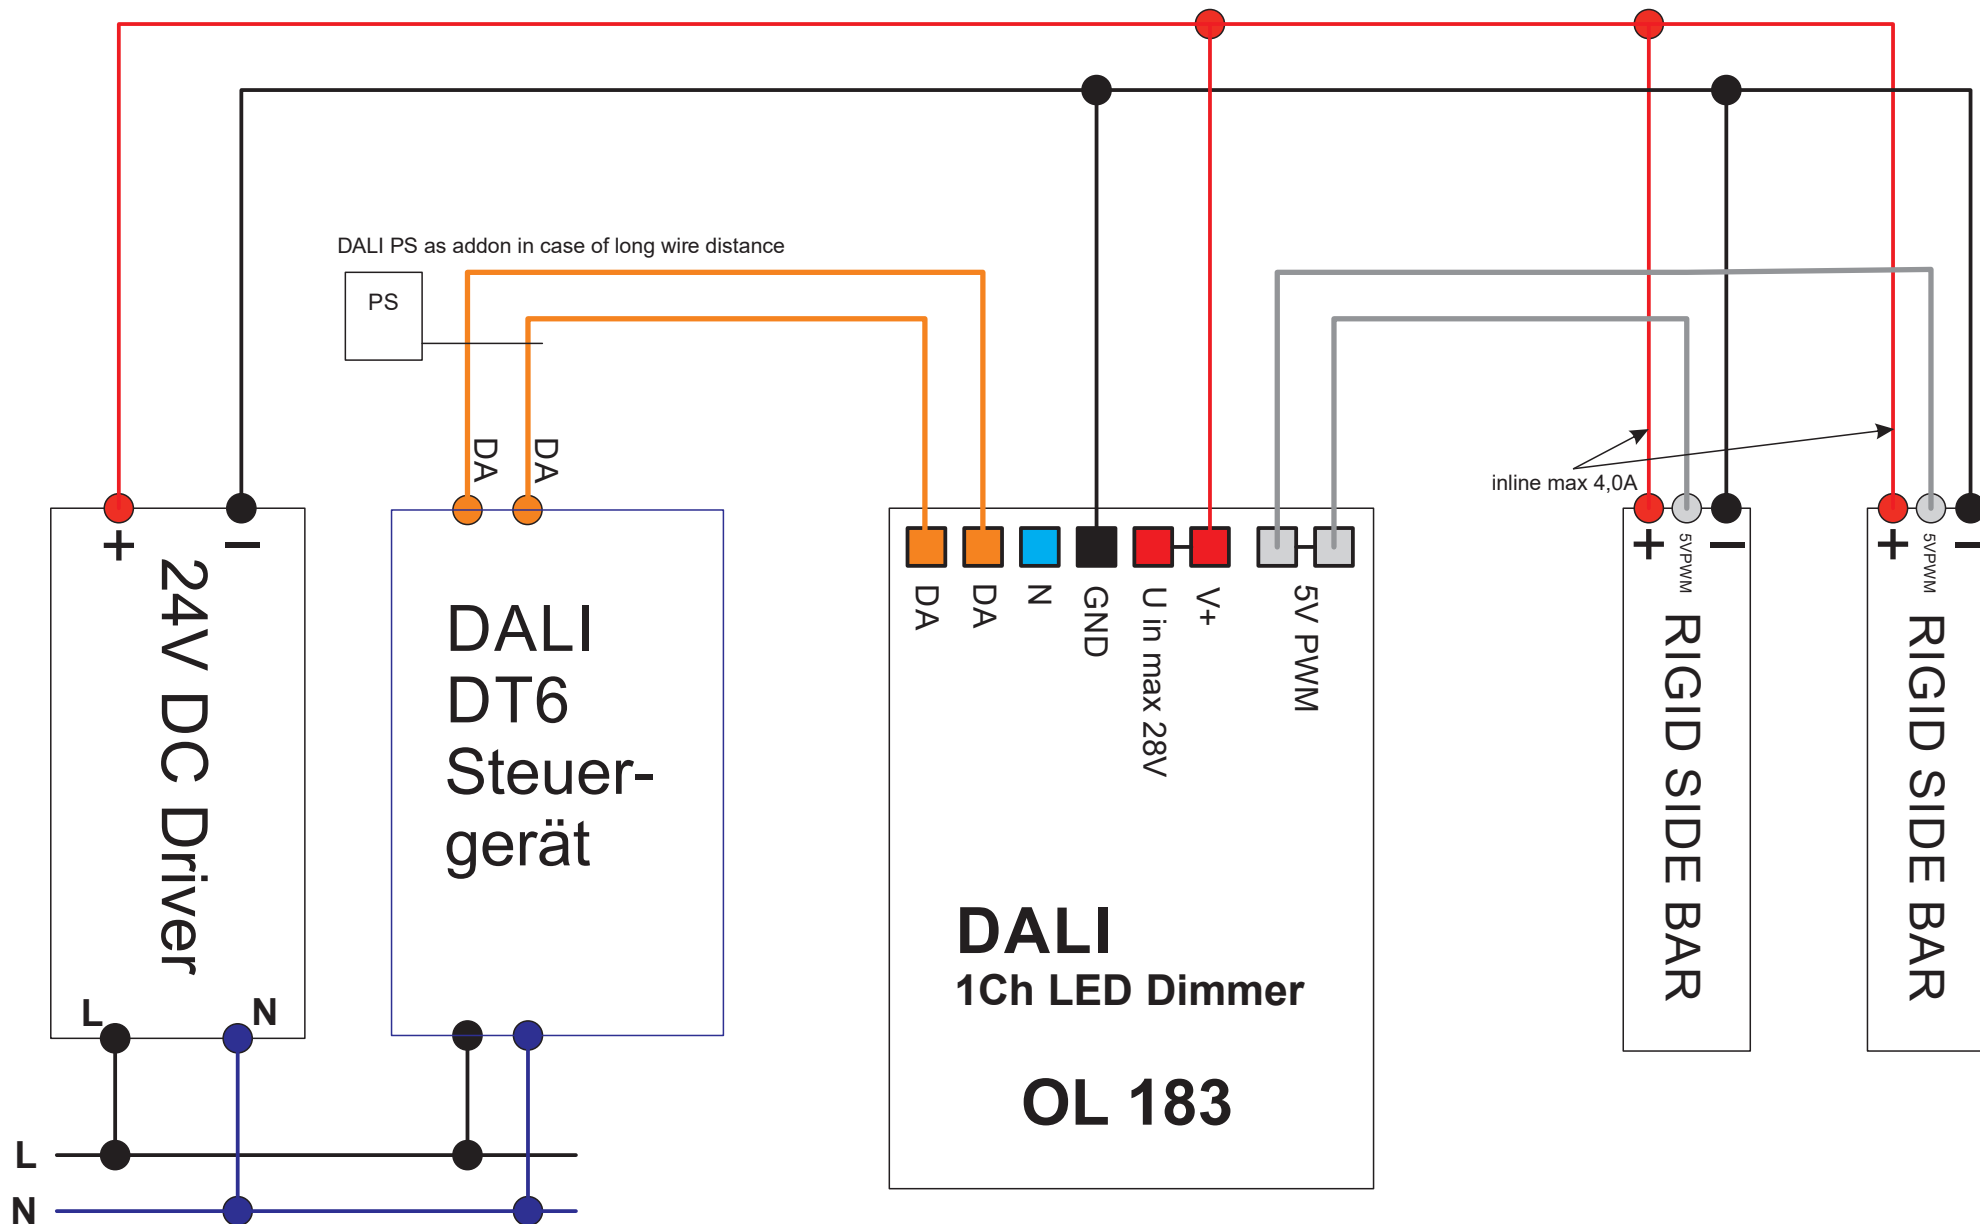 DALI PS as addon in case of long wire distance
PS
DA
DA
inline max 4,0A
+
–
24V DC Driver
L
N
DALI
DT6
Steuer-
gerät
DA
DA
N
GND
U in max 28V
V+
5V PWM
DALI
1Ch LED Dimmer
OL 183
+
5VPWM
–
RIGID SIDE BAR
+
5VPWM
–
RIGID SIDE BAR
L
N